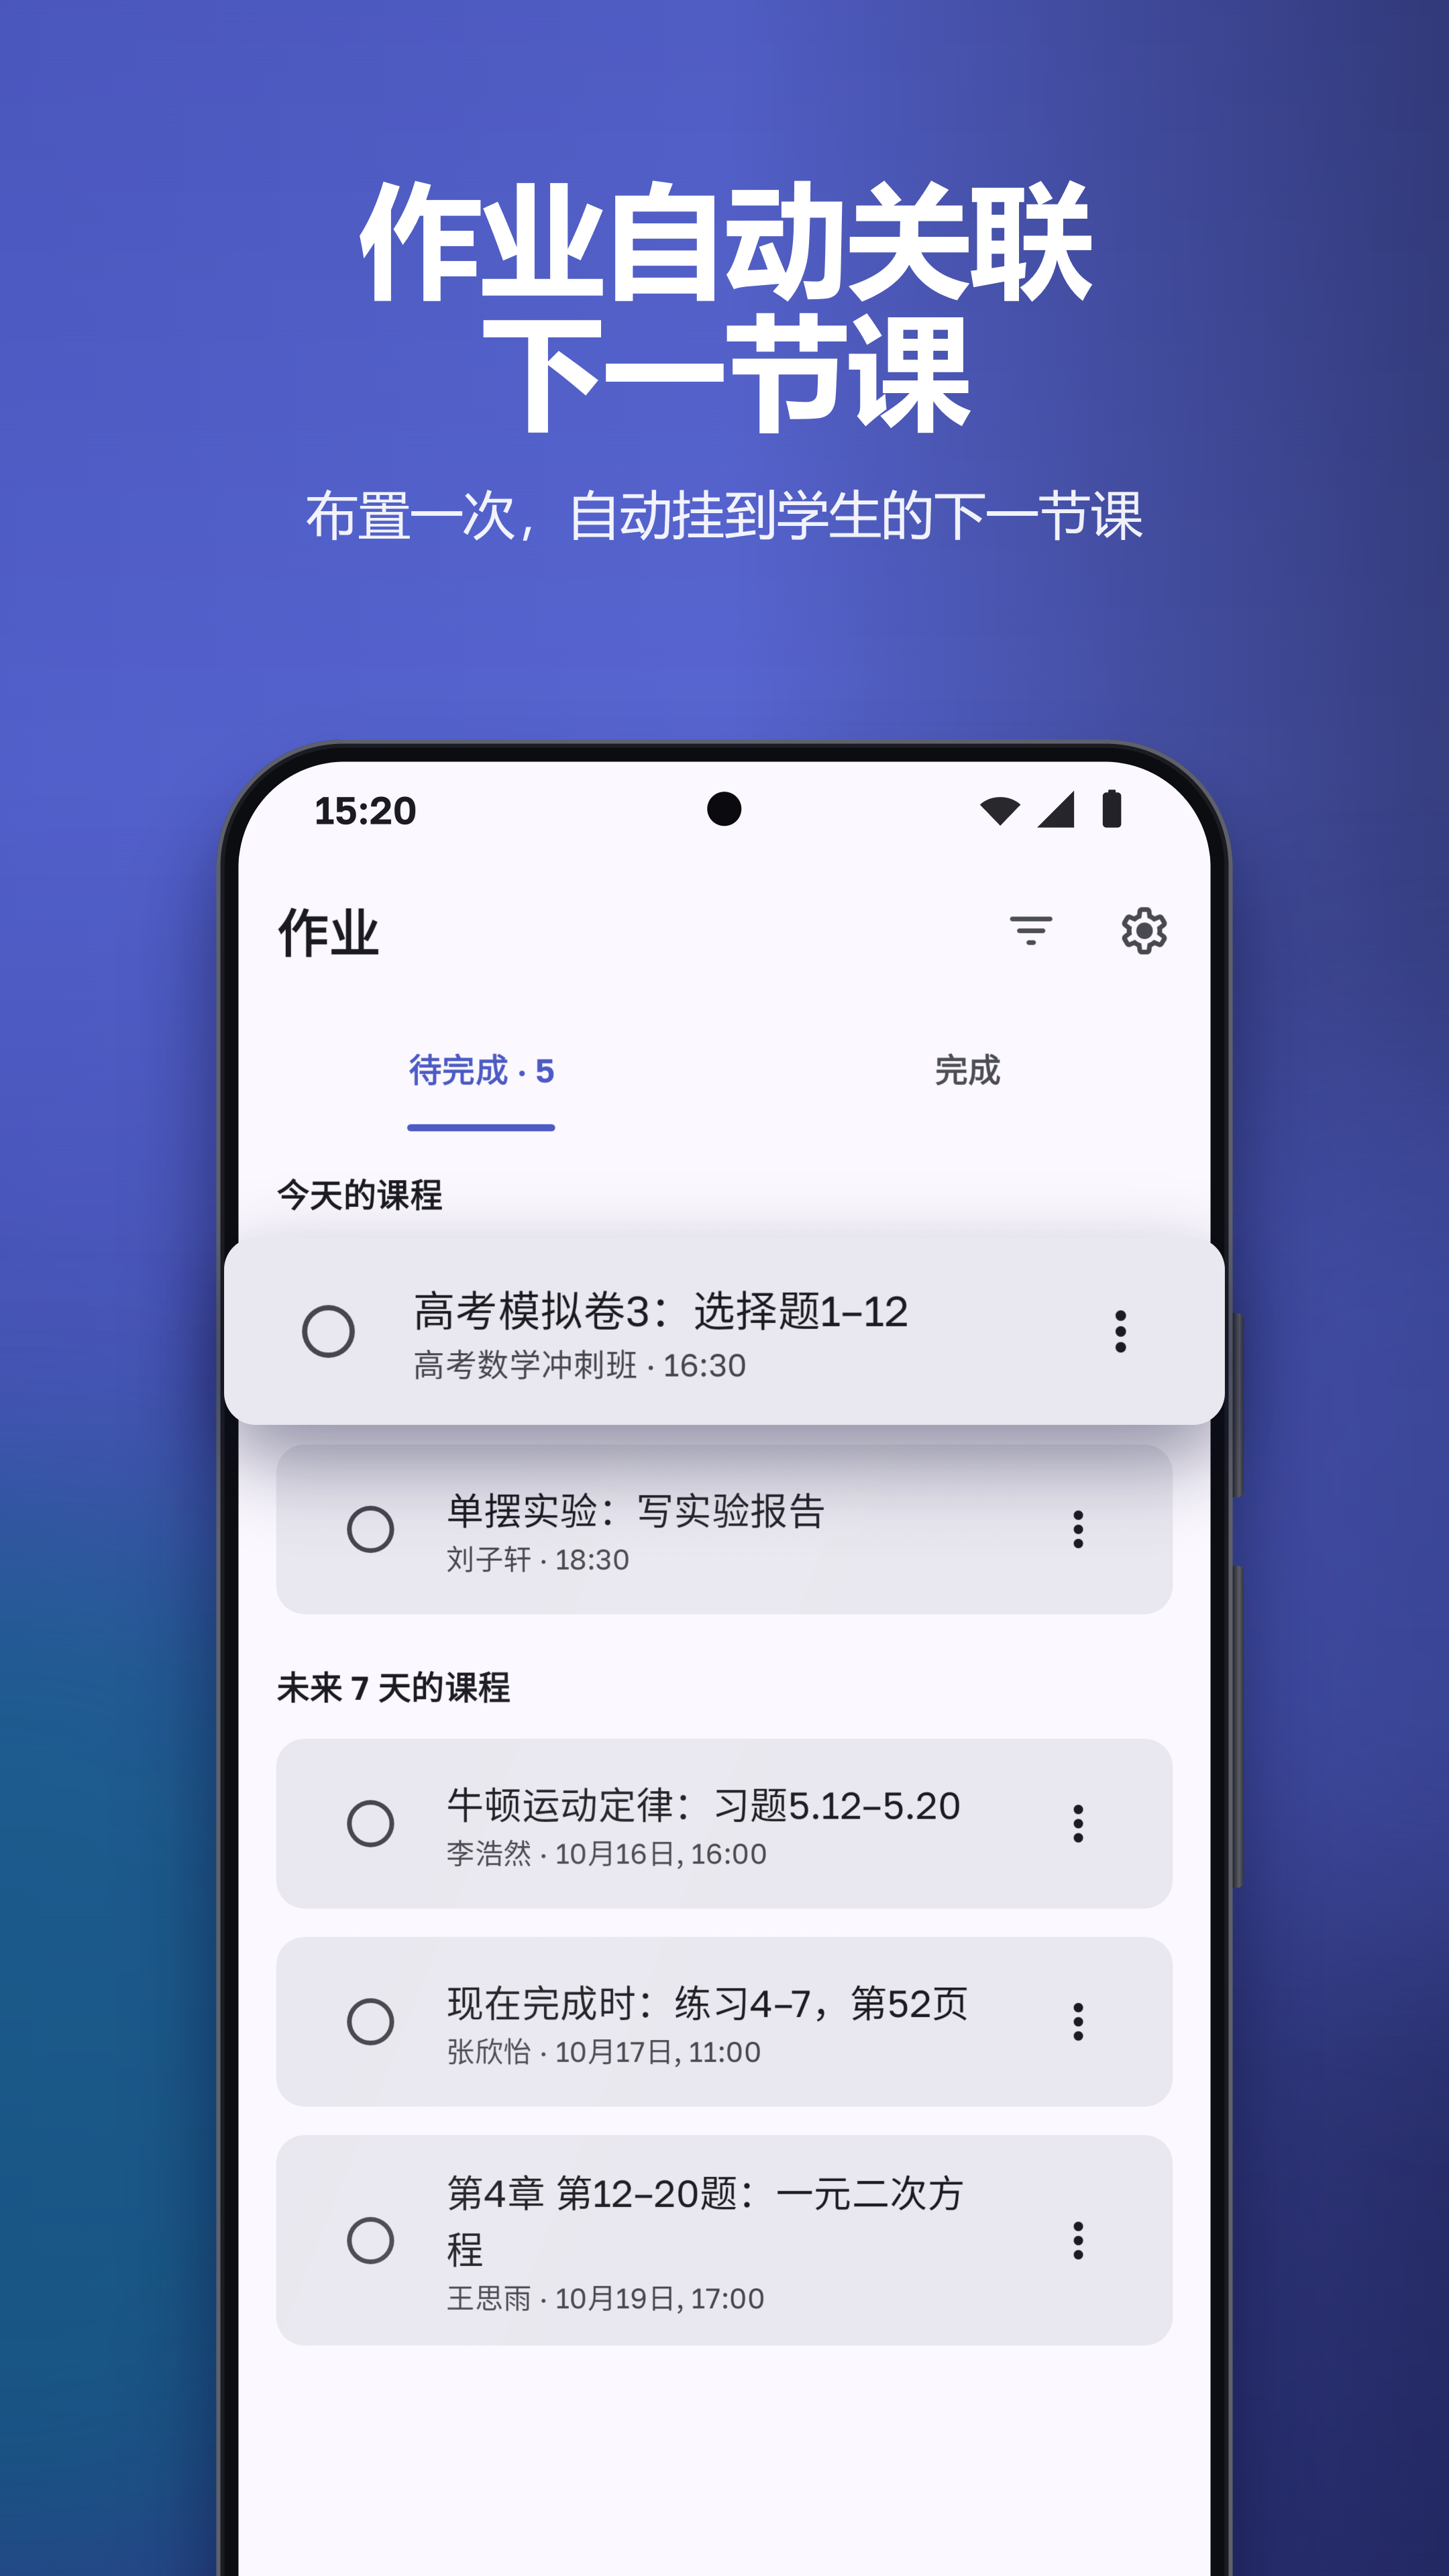 作业自动关联
下一节课
布置一次，自动挂到学生的下一节课
15:20
作业
待完成 · 5
完成
今天的课程
高考模拟卷3：选择题1–12
高考数学冲刺班 · 16:30
单摆实验：写实验报告
刘子轩 · 18:30
未来 7 天的课程
牛顿运动定律：习题5.12–5.20
李浩然 · 10月16日, 16:00
现在完成时：练习4–7，第52页
张欣怡 · 10月17日, 11:00
第4章 第12–20题：一元二次方
程
王思雨 · 10月19日, 17:00